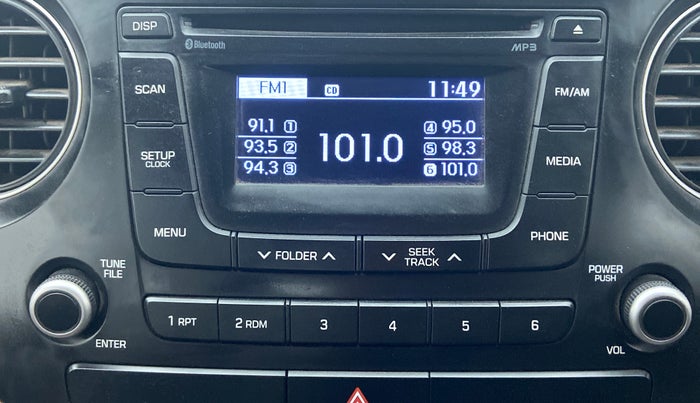 DISP
Bluetooth
MP3
SCAN
FM1 CD 11:49
FM/AM
91.1 1
101.0
4 95.0
93.5 2
5 98.3
94.3 3
6 101.0
SETUP
CLOCK
MEDIA
MENU
FOLDER
SEEK
TRACK
PHONE
TUNE
FILE
POWER
PUSH
1 RPT
2 RDM
3
4
5
6
ENTER
VOL